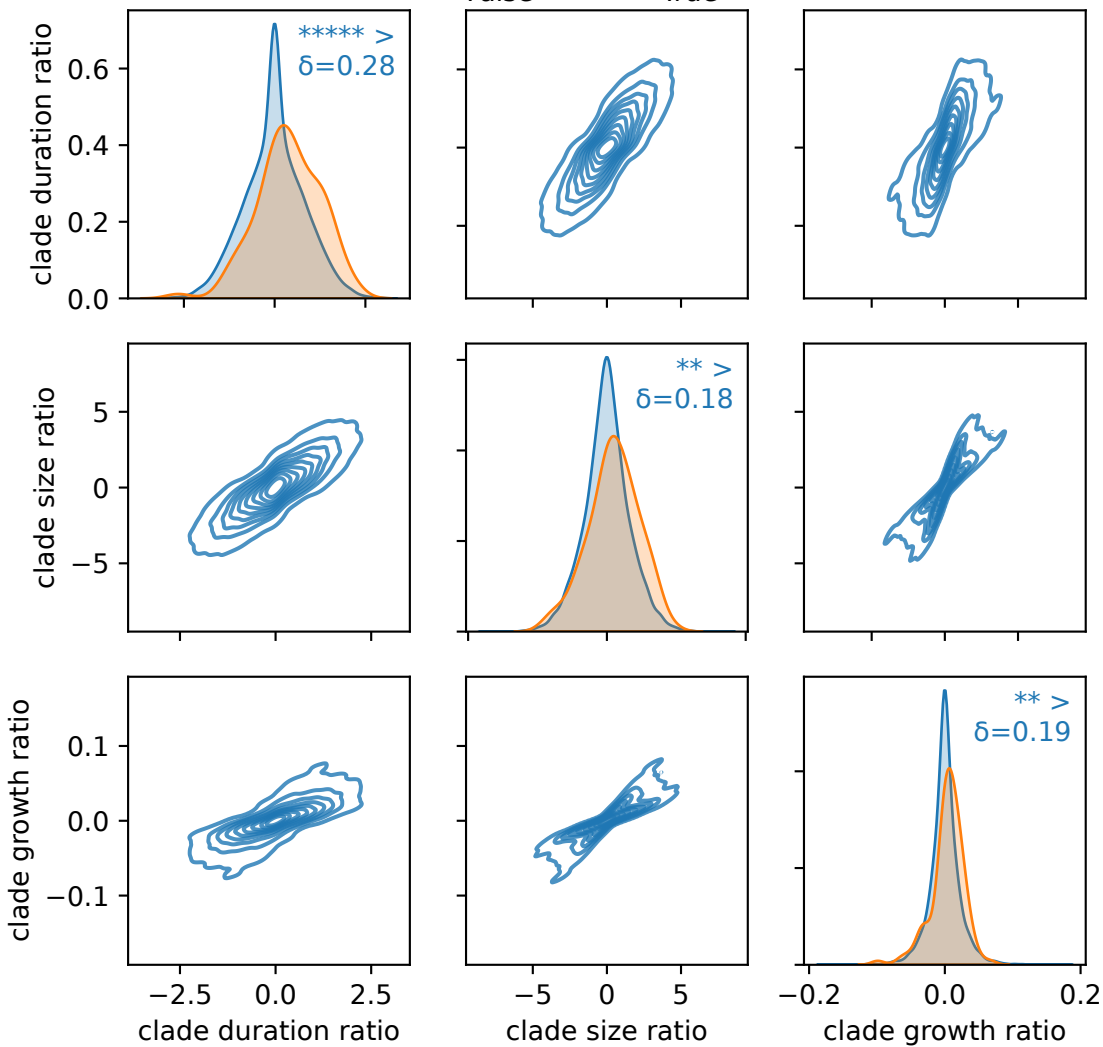 clade duration ratio
0.6
0.4
0.2
0.0
***** >
δ=0.28
clade size ratio
5
0
−5
** >
δ=0.18
clade growth ratio
0.1
0.0
−0.1
** >
δ=0.19
−2.5 0.0 2.5
clade duration ratio
−5 0 5
clade size ratio
−0.2 0.0 0.2
clade growth ratio